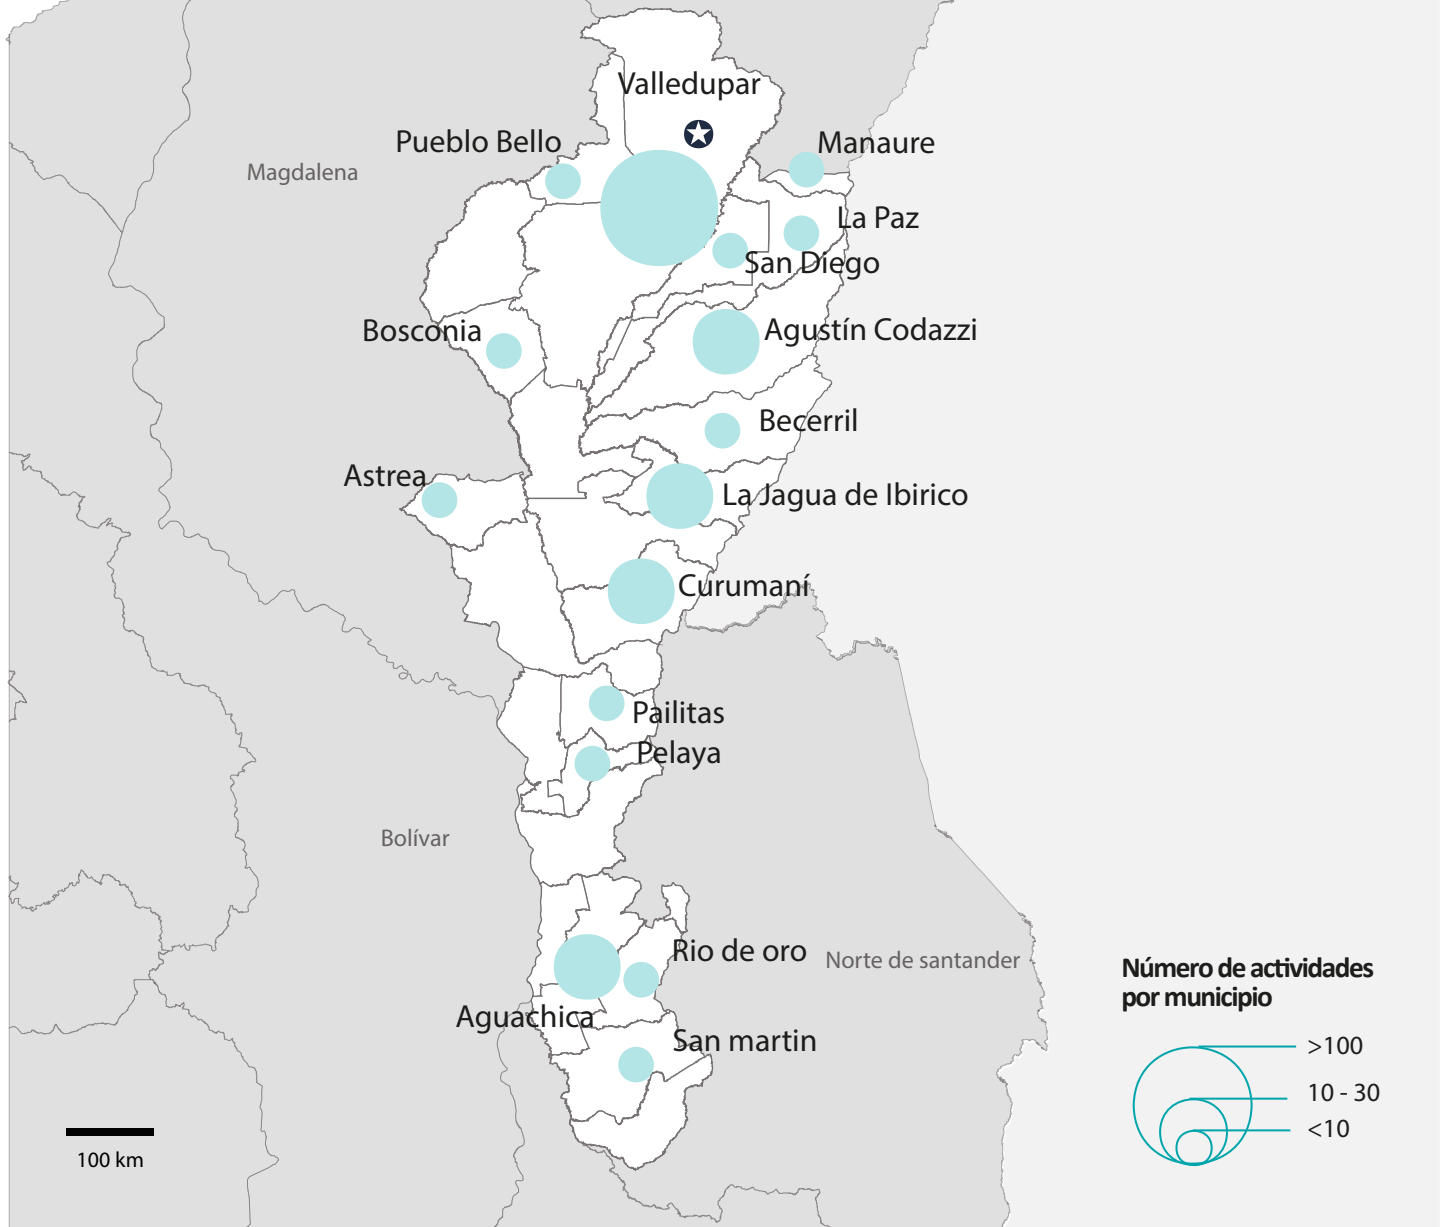 Valledupar
Pueblo Bello
Manaure
Magdalena
La Paz
San Diego
Bosconia
Agustín Codazzi
Becerril
Astrea
La Jagua de Ibirico
Curumaní
Pailitas
Pelaya
Bolívar
Rio de oro
Norte de santander
Aguachica
San martin
Número de actividades
por municipio
>100
10 - 30
<10
100 km